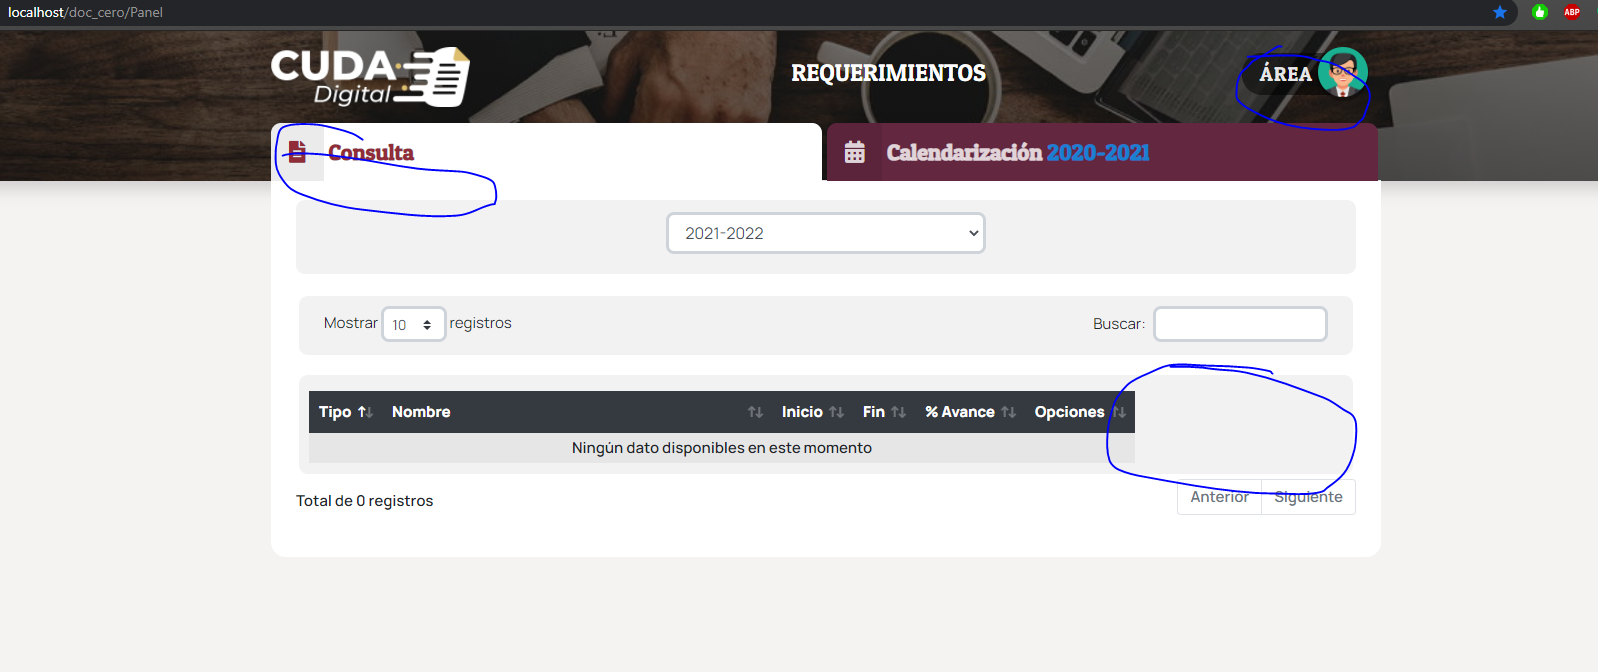 localhost/doc_cero/Panel
ABP
CUDA
Digital
REQUERIMIENTOS
ÁREA
Consulta
Calendarización 2020-2021
2021-2022
Mostrar 10 registros
Buscar:
Tipo Nombre Inicio Fin % Avance Opciones
Ningún dato disponibles en este momento
Total de 0 registros
Anterior Siguiente